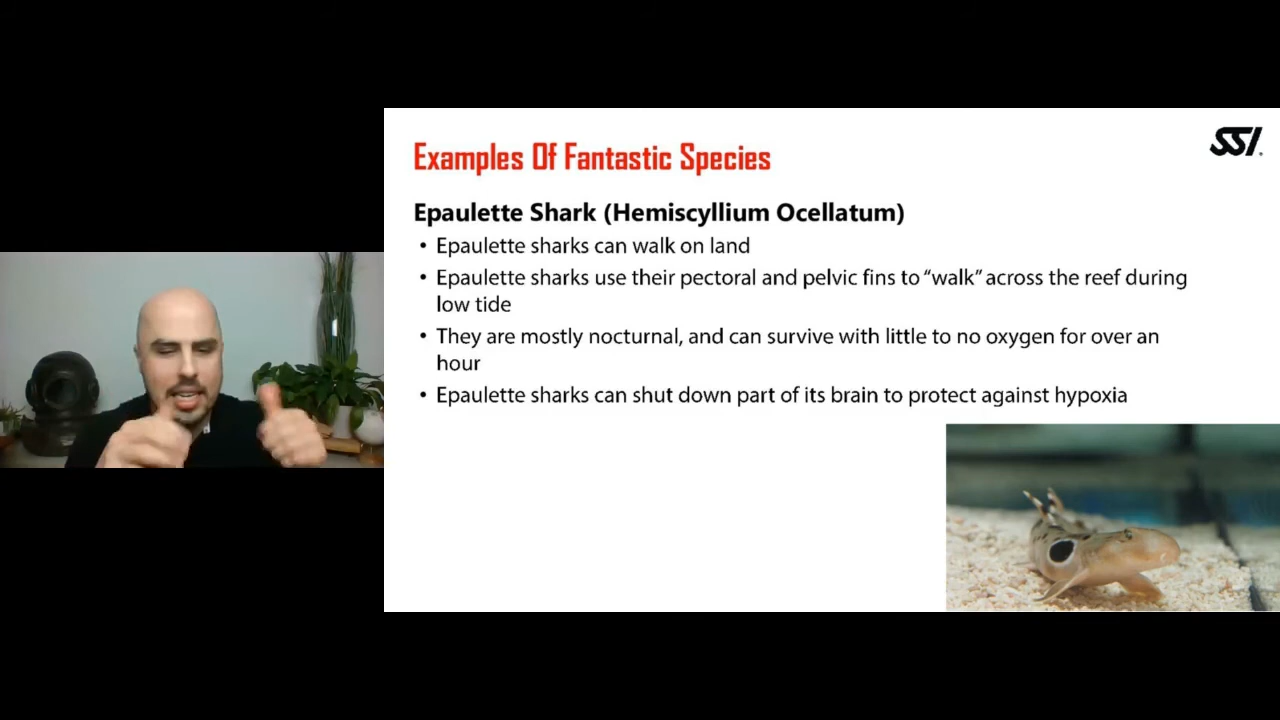 SSI
Examples Of Fantastic Species
Epaulette Shark (Hemiscyllium Ocellatum)
• Epaulette sharks can walk on land
• Epaulette sharks use their pectoral and pelvic fins to “walk” across the reef during
low tide
• They are mostly nocturnal, and can survive with little to no oxygen for over an
hour
• Epaulette sharks can shut down part of its brain to protect against hypoxia